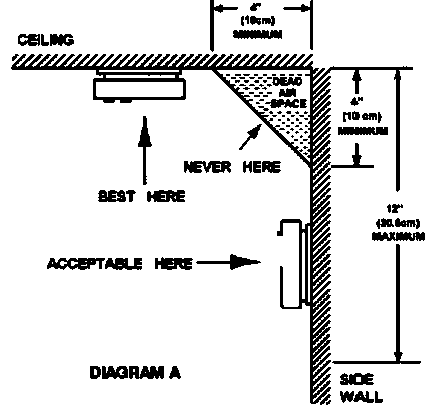 4"
(10cm)
MINIMUM
CEILING
DEAD
AIR
SPACE
4"
(10 cm)
MINIMUM
NEVER HERE
BEST HERE
12"
(30.5cm)
MAXIMUM
ACCEPTABLE HERE
DIAGRAM A
SIDE
WALL